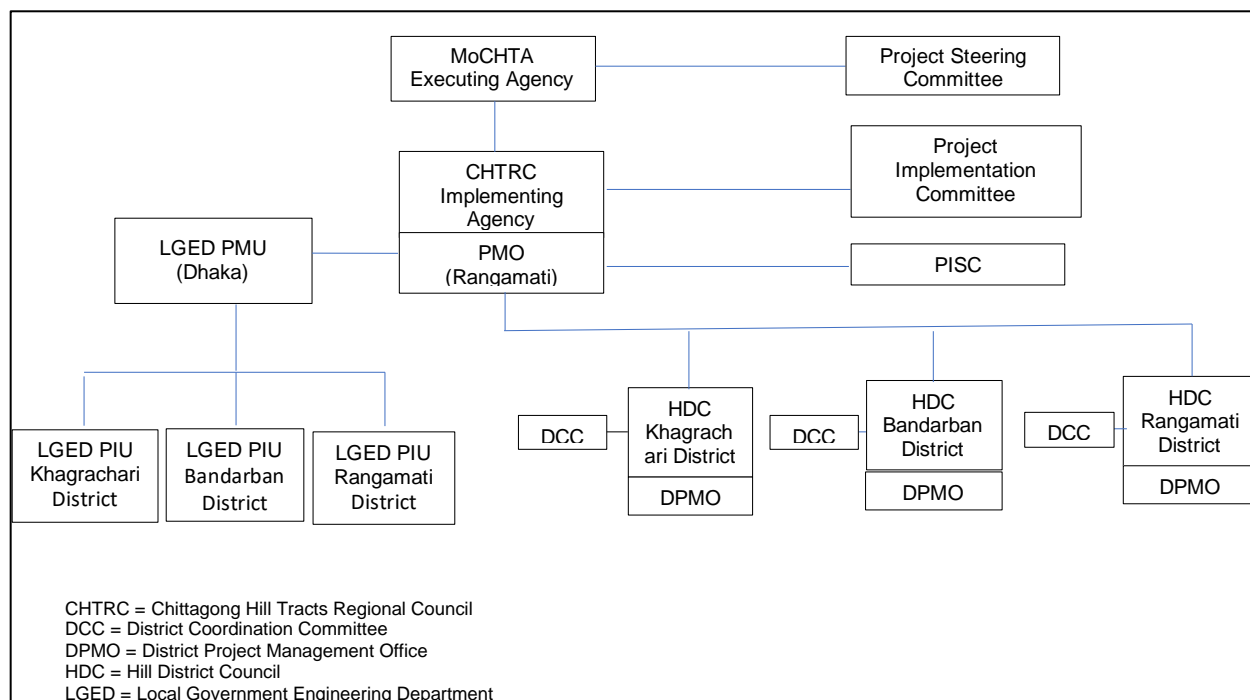 MoCHTA
Executing Agency
Project Steering
Committee
CHTRC
Implementing
Agency
Project
Implementation
Committee
LGED PMU
(Dhaka)
PMO
(Rangamati)
PISC
LGED PIU
Khagrachari
District
LGED PIU
Bandarban
District
LGED PIU
Rangamati
District
DCC
HDC
Khagrach
ari District
DPMO
DCC
HDC
Bandarban
District
DPMO
DCC
HDC
Rangamati
District
DPMO
CHTRC = Chittagong Hill Tracts Regional Council
DCC = District Coordination Committee
DPMO = District Project Management Office
HDC = Hill District Council
LGED = Local Government Engineering Department